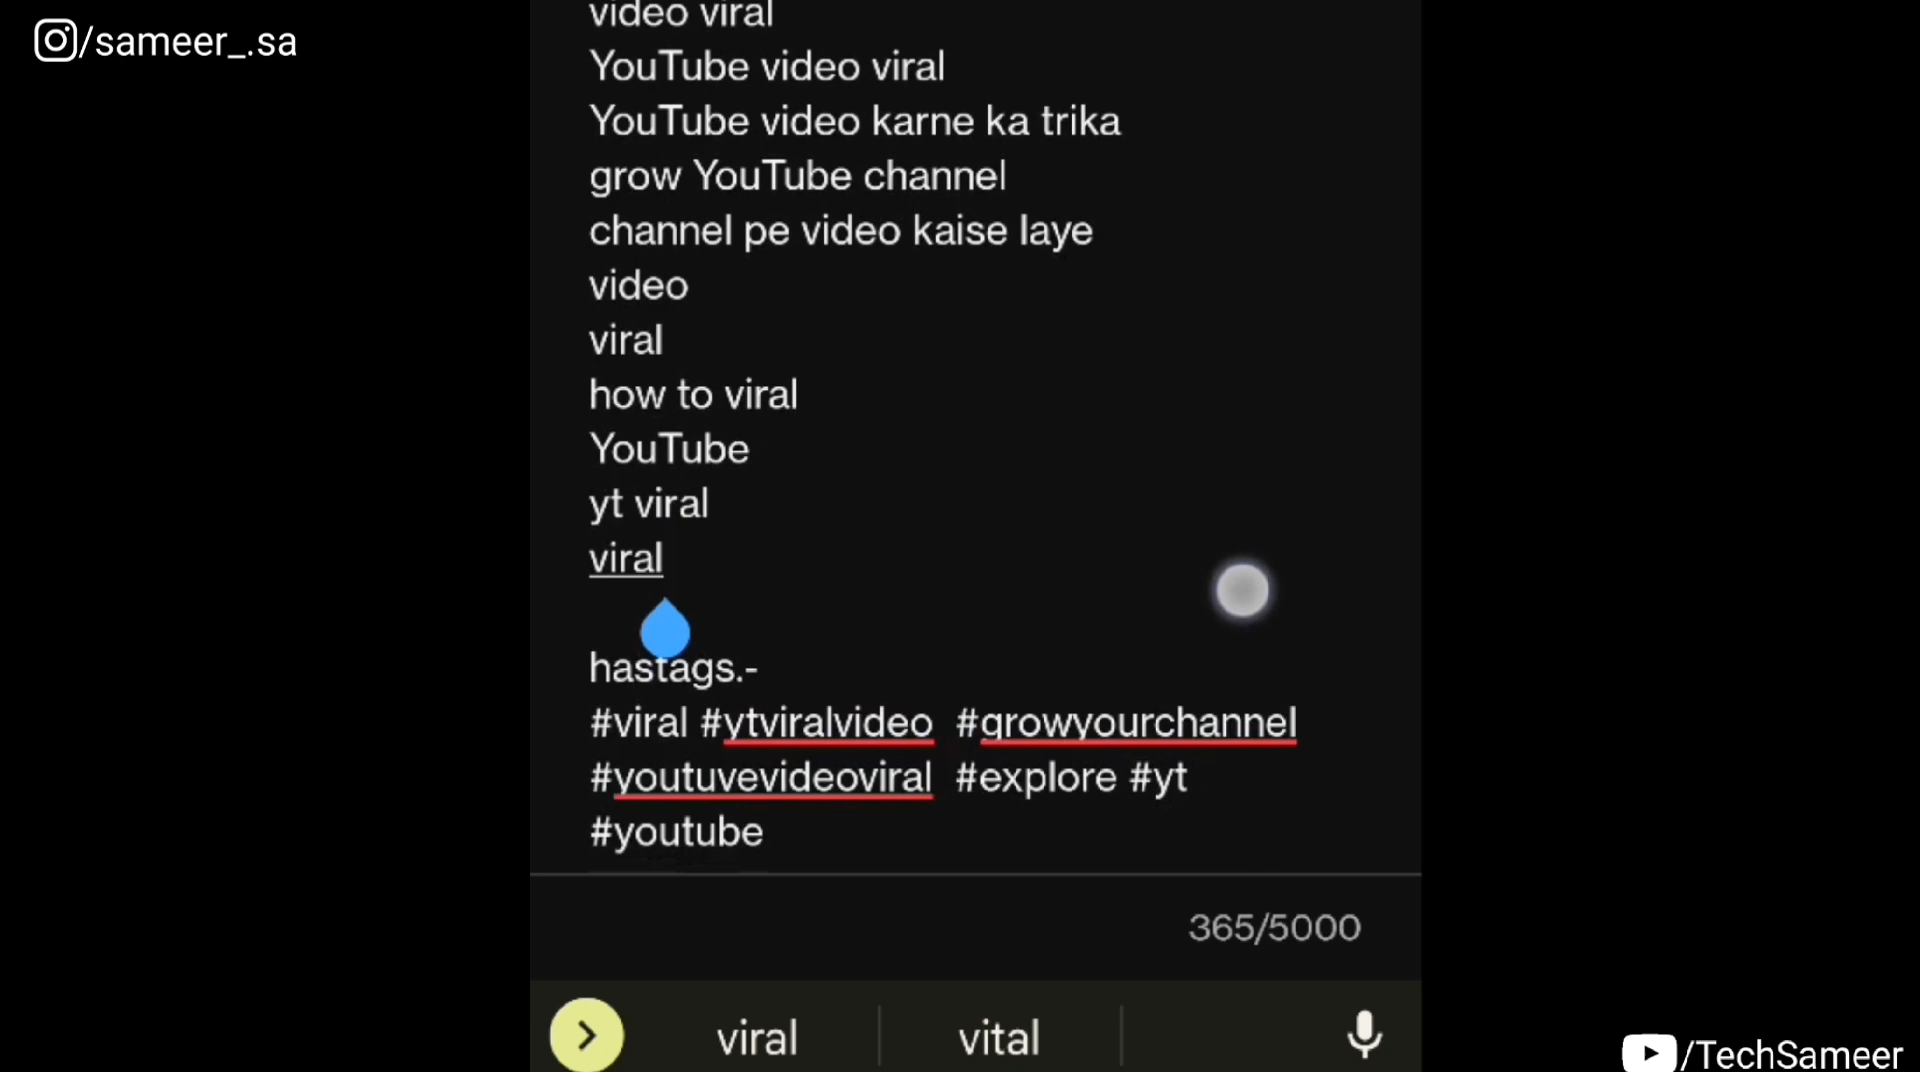 /sameer_.sa
video viral
YouTube video viral
YouTube video karne ka trika
grow YouTube channel
channel pe video kaise laye
video
viral
how to viral
YouTube
yt viral
viral
hastags.-
#viral #ytviralvideo #growyourchannel
#youtuvevideoviral #explore #yt
#youtube
365/5000
viral vital
/TechSameer